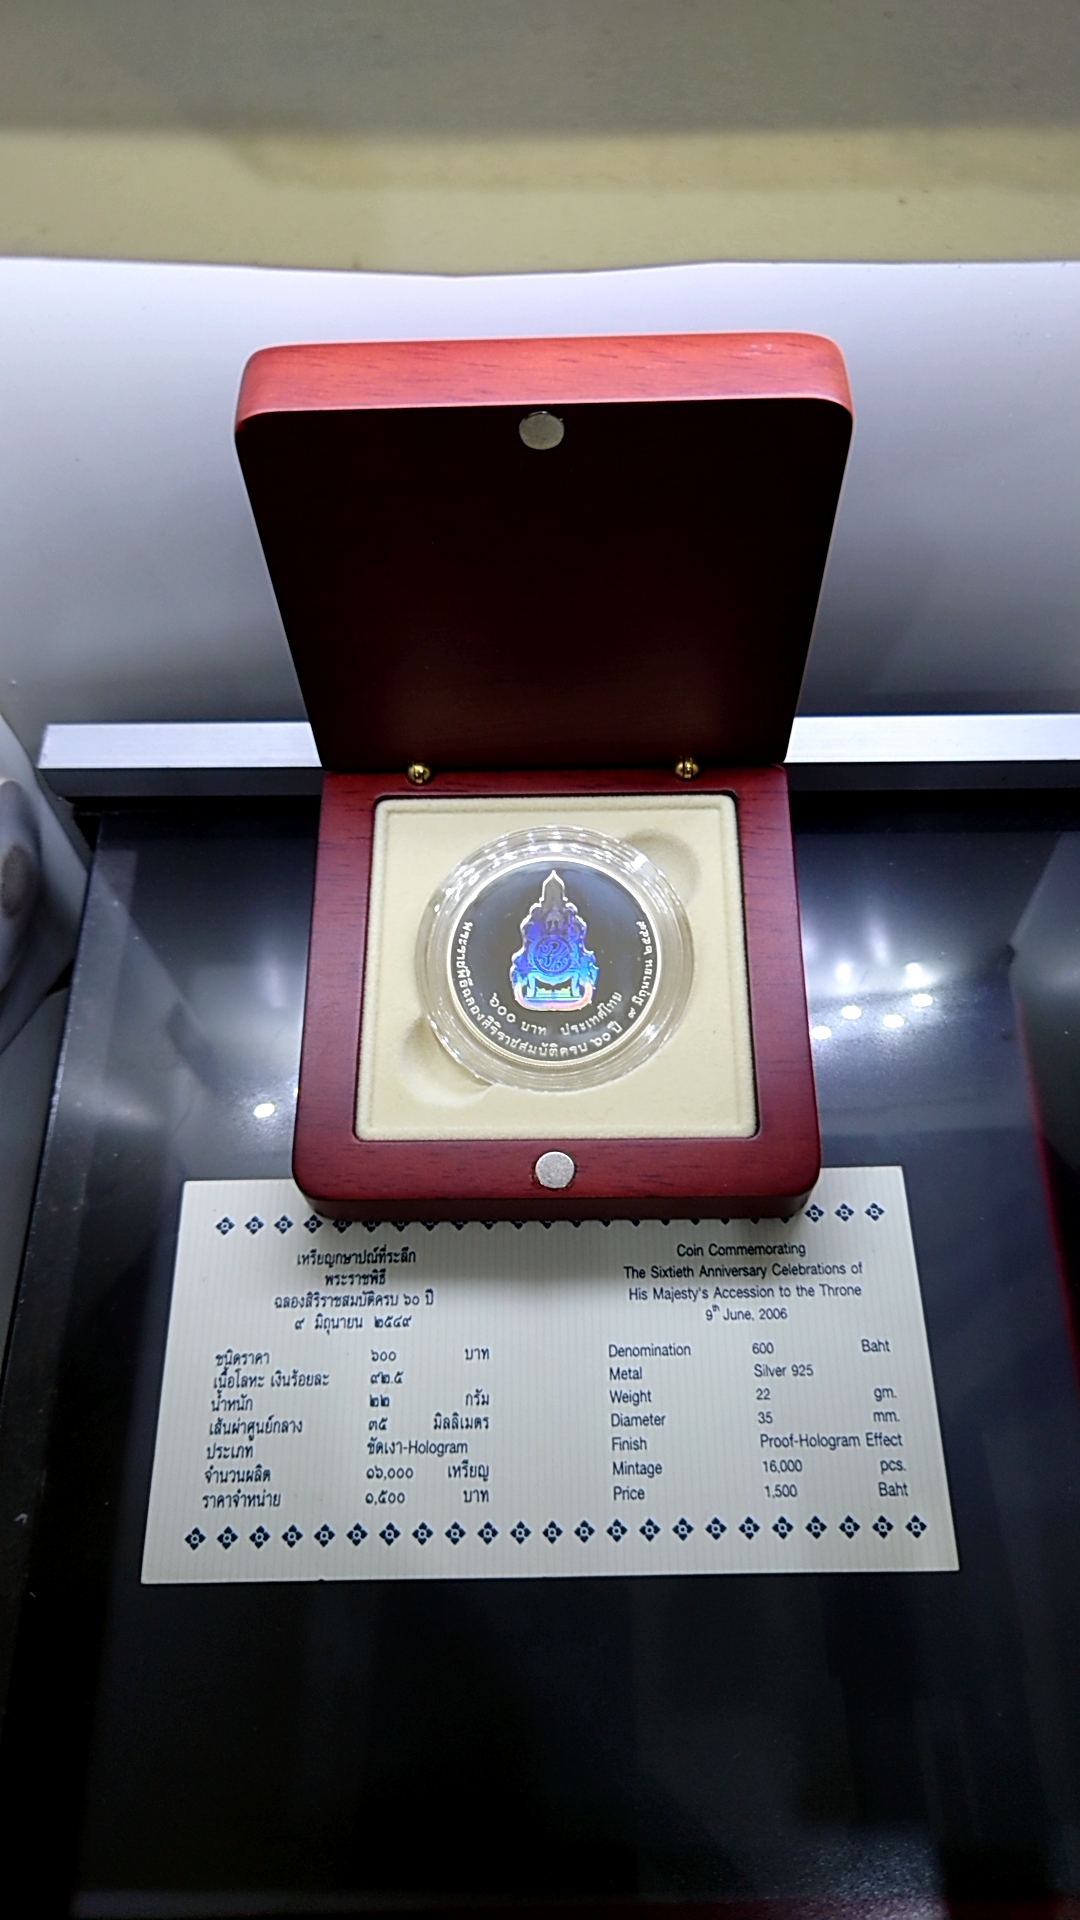 พระราชพิธีฉลองสิริราชสมบัติครบ ๖๐ ปี ๙ มิถุนายน ๒๕๔๙
๖๐๐ บาท ประเทศไทย
เหรียญกษาปณ์ที่ระลึก
พระราชพิธี
ฉลองสิริราชสมบัติครบ ๖๐ ปี
๙ มิถุนายน ๒๕๔๙
ชนิดราคา ๖๐๐ บาท
เนื้อโลหะ เงินร้อยละ ๙๒.๕
น้ำหนัก ๒๒ กรัม
เส้นผ่าศูนย์กลาง ๓๕ มิลลิเมตร
ประเภท ขัดเงา-Hologram
จำนวนผลิต ๑๖,๐๐๐ เหรียญ
ราคาจำหน่าย ๑,๕๐๐ บาท
Coin Commemorating
The Sixtieth Anniversary Celebrations of
His Majesty's Accession to the Throne
9th June, 2006
Denomination 600 Baht
Metal Silver 925
Weight 22 gm.
Diameter 35 mm.
Finish Proof-Hologram Effect
Mintage 16,000 pcs.
Price 1,500 Baht